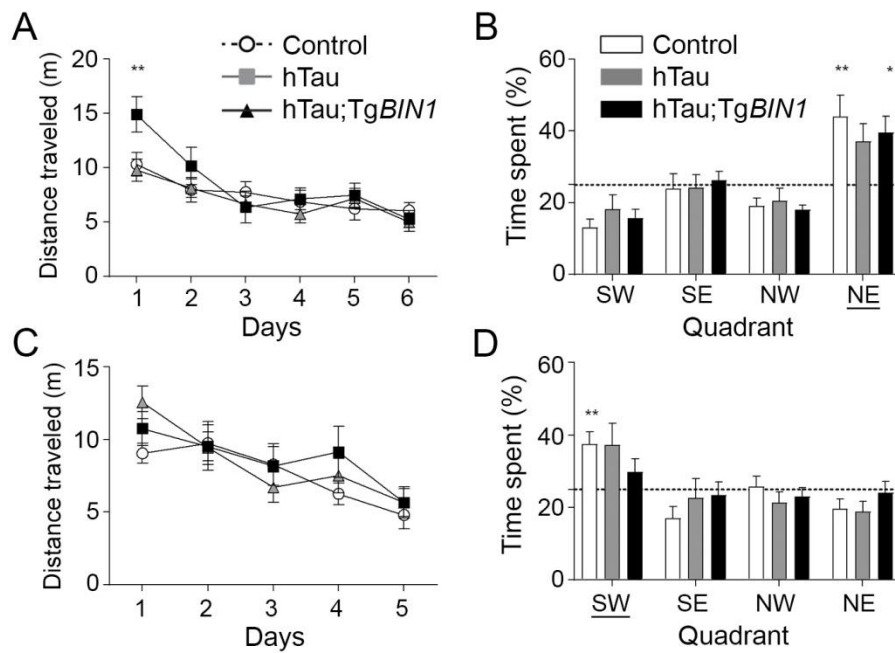 A
Distance traveled (m)
20
15
10
5
0
**
Control
hTau
hTau;TgBIN1
1 2 3 4 5 6
Days
B
Time spent (%)
60
40
20
0
Control
hTau
hTau;TgBIN1
**
*
SW SE NW NE
Quadrant
C
Distance traveled (m)
15
10
5
0
1 2 3 4 5
Days
D
Time spent (%)
60
40
20
0
**
SW SE NW NE
Quadrant